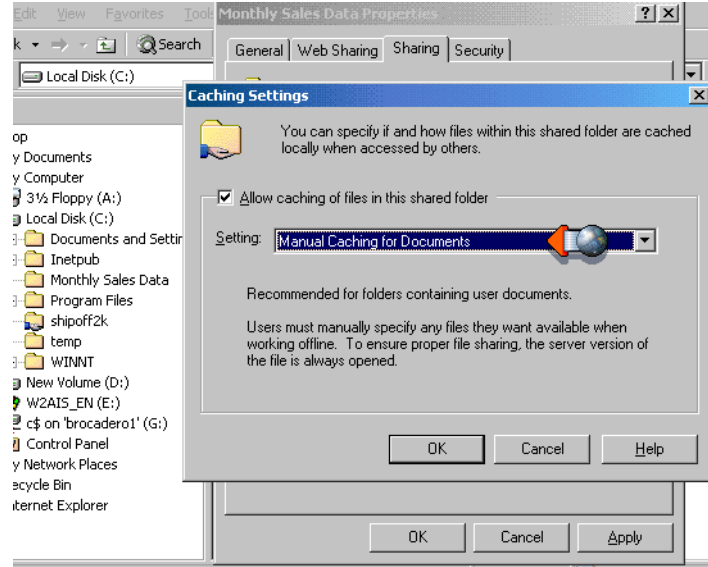 Edit View Favorites Tools
Monthly Sales Data Properties
Search
General Web Sharing Sharing Security
Local Disk (C:)
Caching Settings
You can specify if and how files within this shared folder are cached
locally when accessed by others.
Allow caching of files in this shared folder
Setting: Manual Caching for Documents
Recommended for folders containing user documents.
Users must manually specify any files they want available when
working offline. To ensure proper file sharing, the server version of
the file is always opened.
OK Cancel Help
op
y Documents
y Computer
3½ Floppy (A:)
Local Disk (C:)
Documents and Settin
Inetpub
Monthly Sales Data
Program Files
shipoff2k
temp
WINNT
New Volume (D:)
W2AIS_EN (E:)
c$ on 'brocadero1' (G:)
Control Panel
y Network Places
ecycle Bin
nternet Explorer
OK Cancel Apply